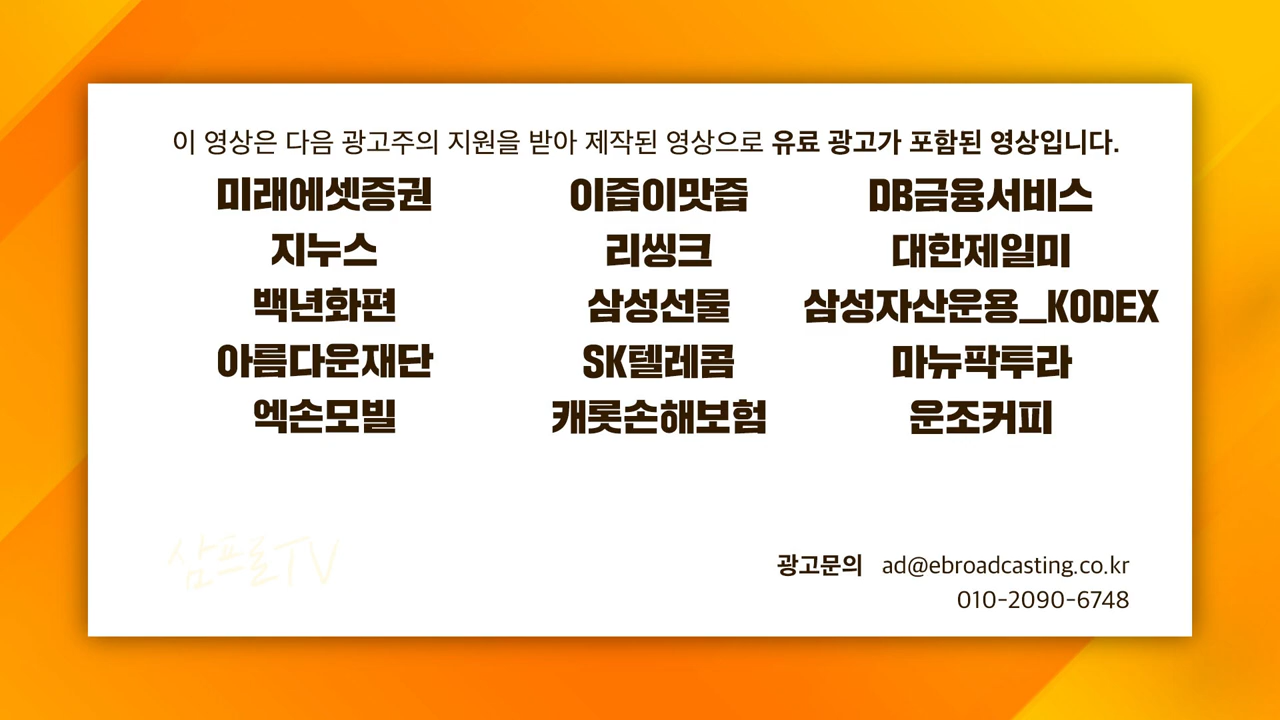 이 영상은 다음 광고주의 지원을 받아 제작된 영상으로 유료 광고가 포함된 영상입니다.
미래에셋증권 이즙이맛즙 DB금융서비스
지누스 리씽크 대한제일미
백년화편 삼성선물 삼성자산운용_KODEX
아름다운재단 SK텔레콤 마뉴팍투라
엑손모빌 캐롯손해보험 운조커피
삼프로TV
광고문의 ad@ebroadcasting.co.kr
010-2090-6748